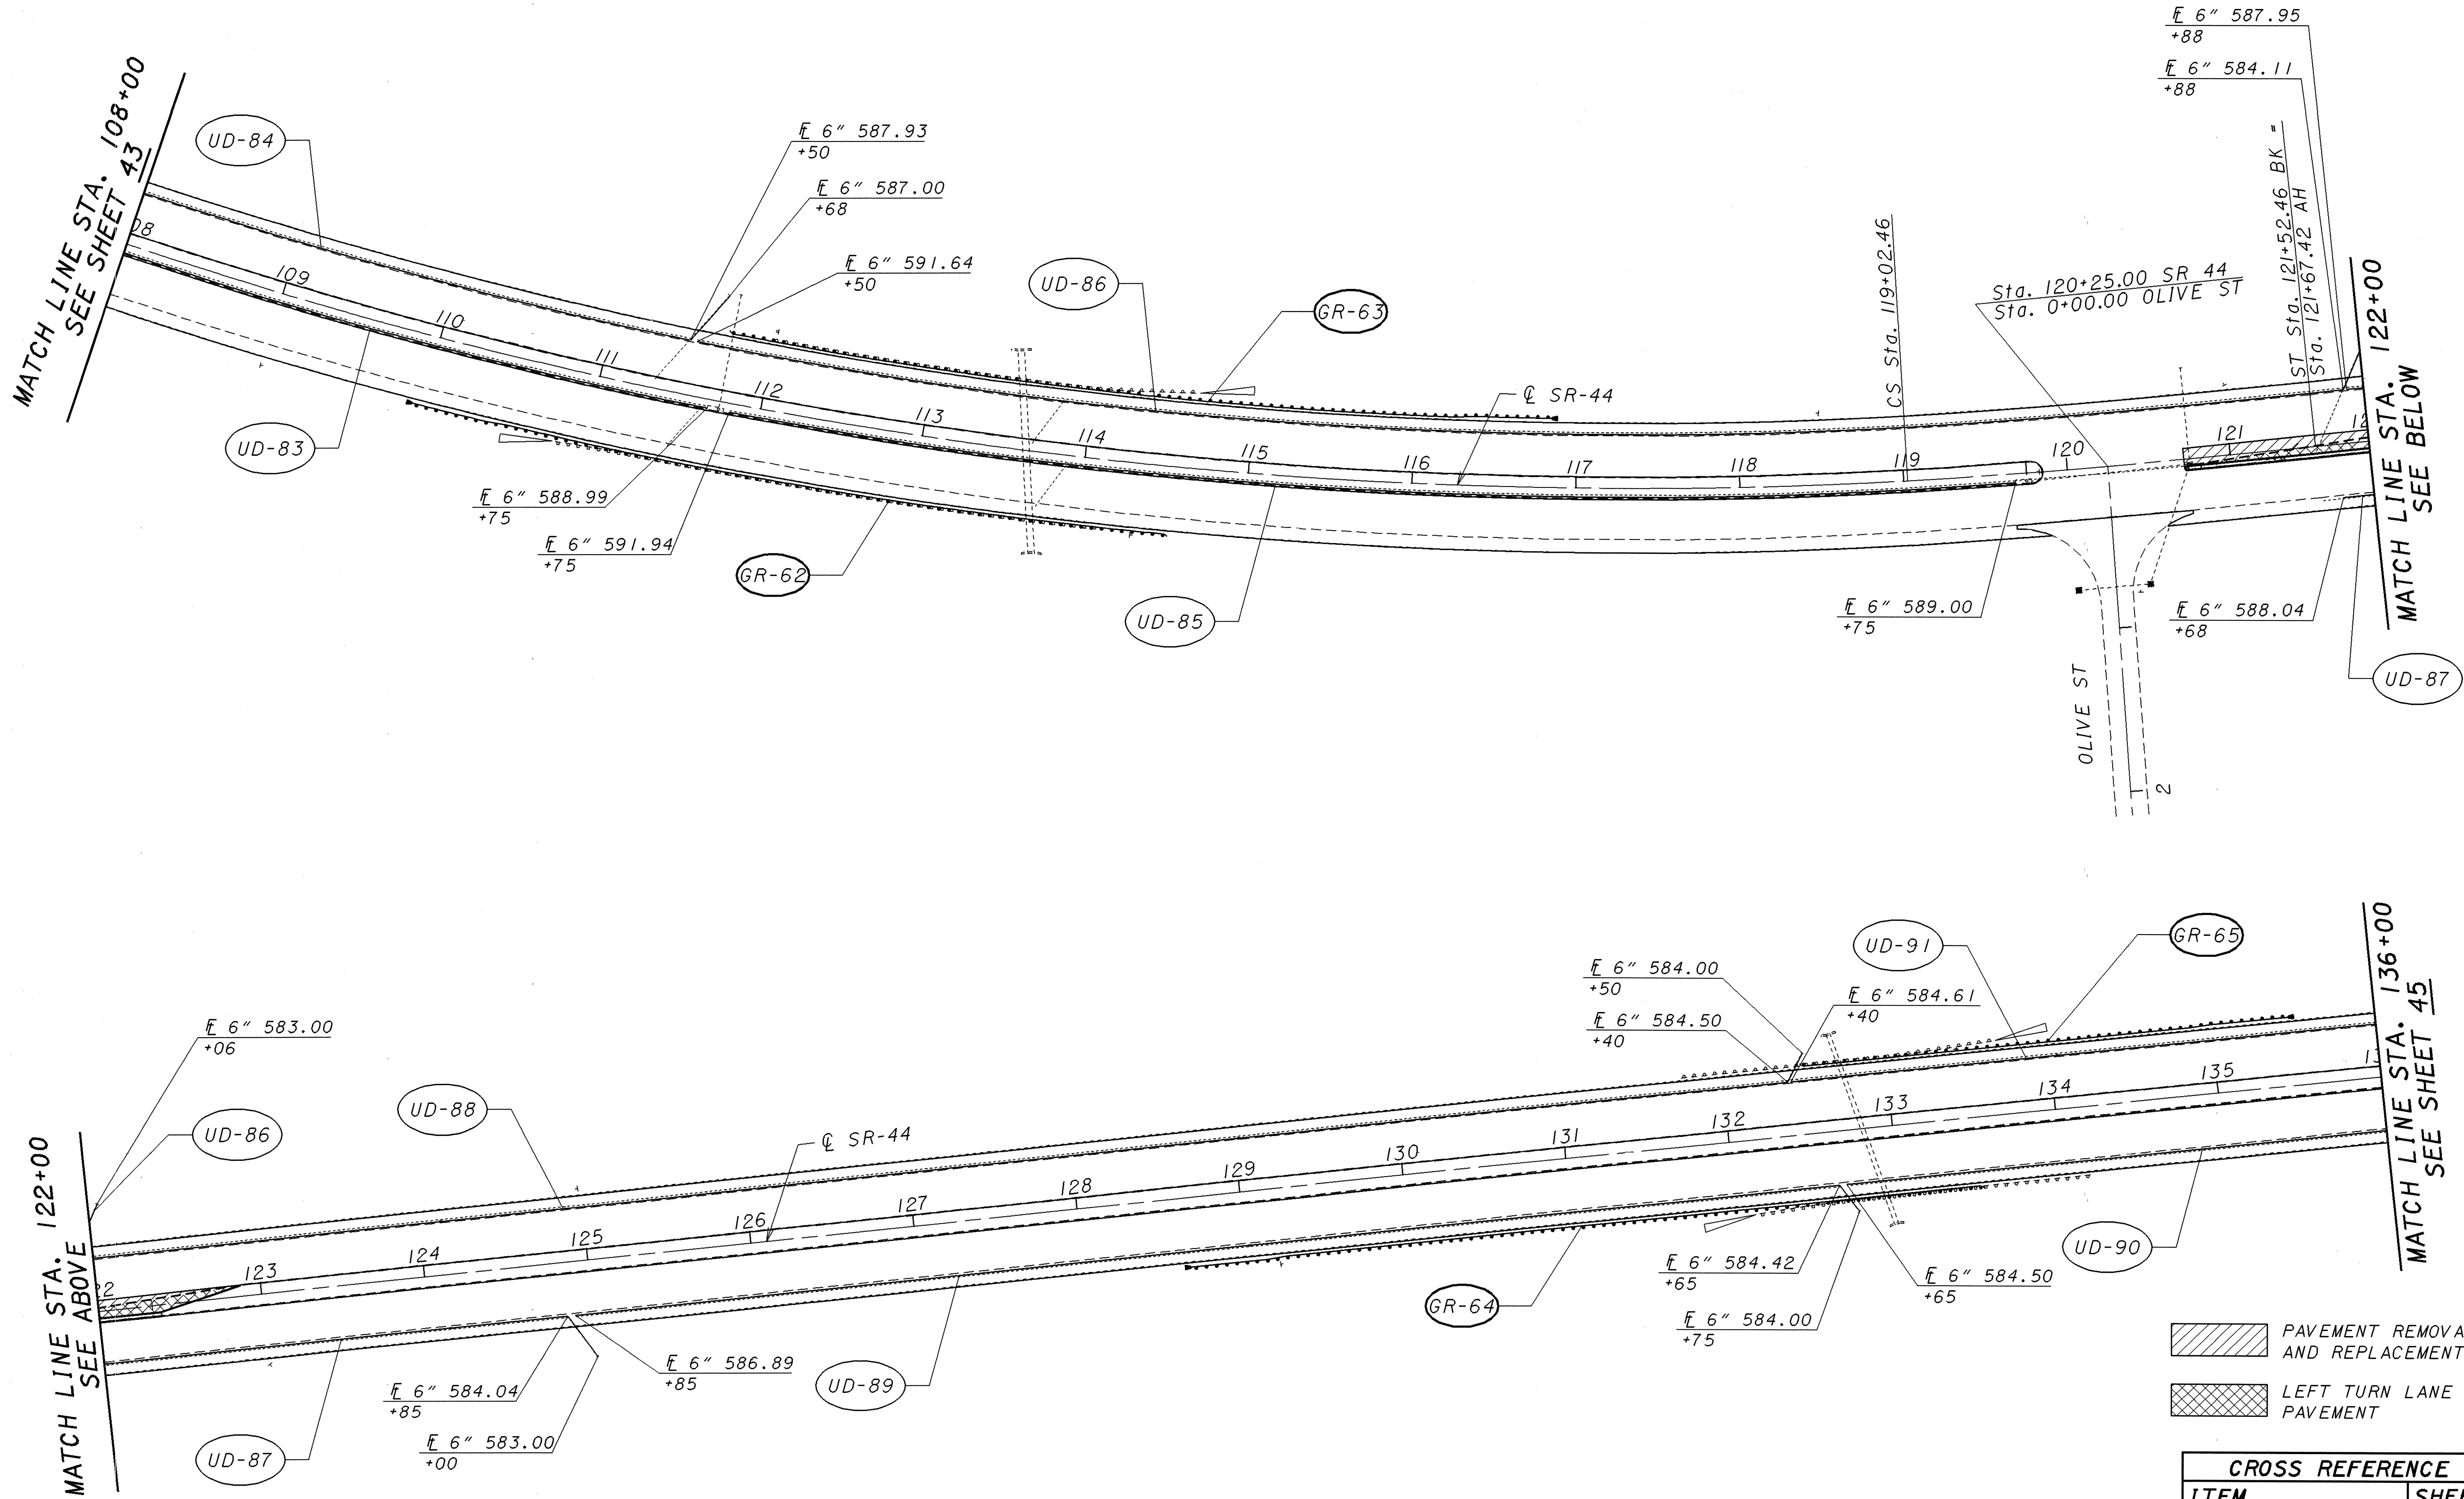 MATCH LINE STA. 108+00
SEE SHEET 43
UD-84
℄ 6" 587.93
+50
℄ 6" 587.00
+68
℄ 6" 591.64
+50
UD-86
GR-63
℄ SR-44
CS Sta. 119+02.46
Sta. 120+25.00 SR 44
Sta. 0+00.00 OLIVE ST
℄ 6" 587.95
+88
℄ 6" 584.11
+88
ST Sta. 121+52.46 BK =
Sta. 121+67.42 AH
MATCH LINE STA. 122+00
SEE BELOW
08
109
110
111
112
113
114
115
116
117
118
119
120
121
12
UD-83
℄ 6" 588.99
+75
℄ 6" 591.94
+75
GR-62
UD-85
℄ 6" 589.00
+75
℄ 6" 588.04
+68
UD-87
OLIVE ST
1
2
MATCH LINE STA. 122+00
SEE ABOVE
℄ 6" 583.00
+06
UD-86
UD-88
℄ SR-44
℄ 6" 584.00
+50
℄ 6" 584.50
+40
℄ 6" 584.61
+40
UD-91
GR-65
MATCH LINE STA. 136+00
SEE SHEET 45
22
123
124
125
126
127
128
129
130
131
132
133
134
135
13
UD-87
℄ 6" 584.04
+85
℄ 6" 583.00
+00
℄ 6" 586.89
+85
UD-89
GR-64
℄ 6" 584.42
+65
℄ 6" 584.00
+75
℄ 6" 584.50
+65
UD-90
PAVEMENT REMOVA
AND REPLACEMENT
LEFT TURN LANE
PAVEMENT
CROSS REFERENCE
ITEM SHE